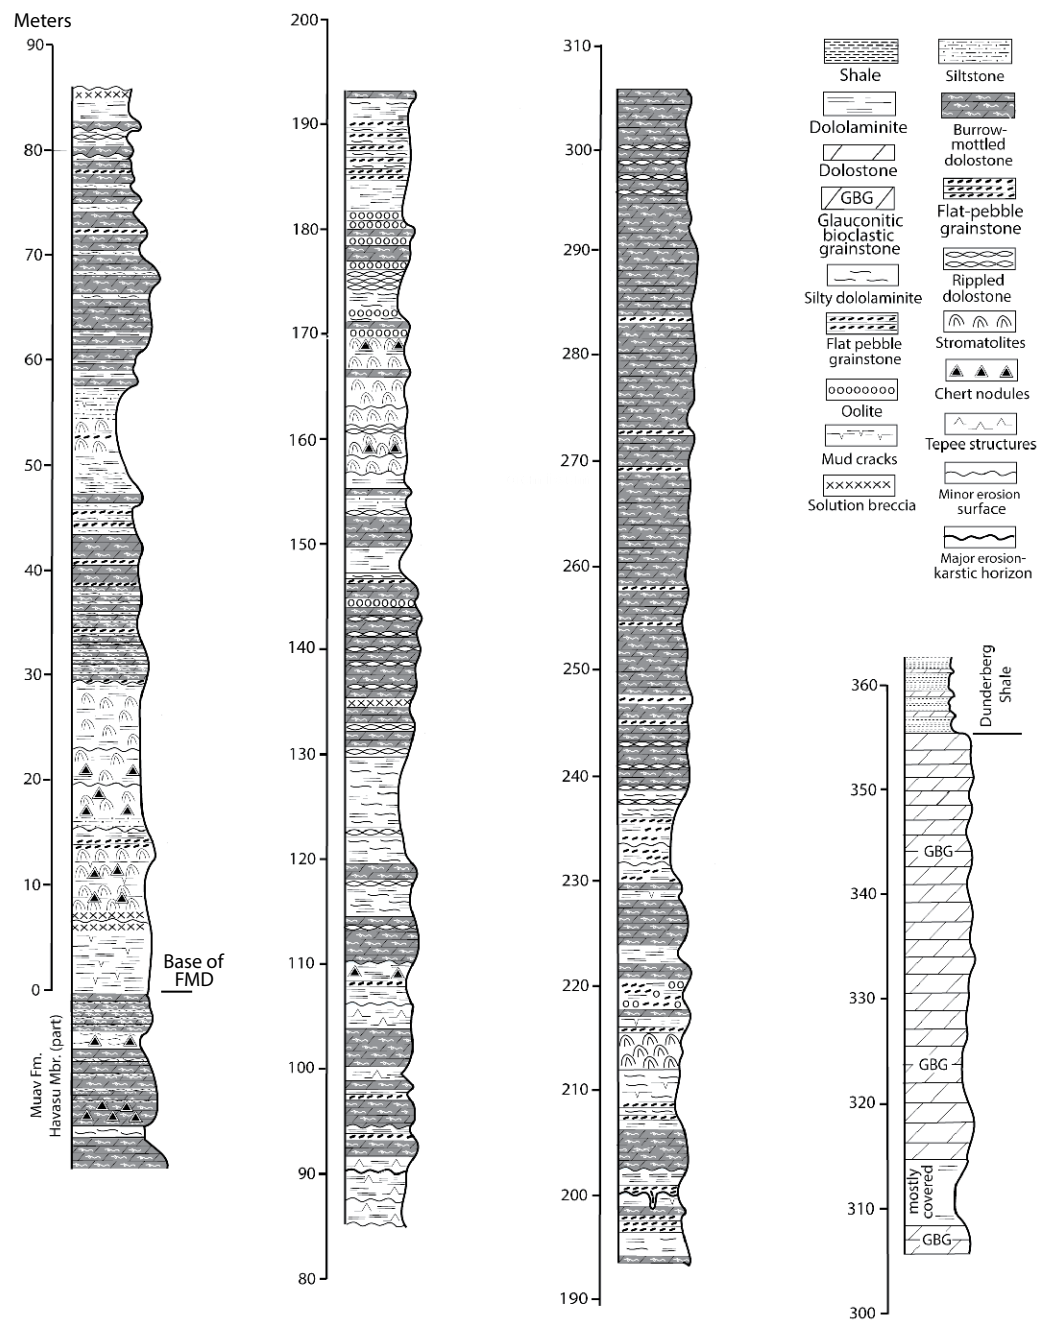 Meters
90
80
70
60
50
40
30
20
10
0
Base of
FMD
Muav Fm.
Havasu Mbr. (part)
200
190
180
170
160
150
140
130
120
110
100
90
80
310
300
290
280
270
260
250
240
230
220
210
200
190
Shale
Dololaminite
Dolostone
GBG
Glauconitic
bioclastic
grainstone
Silty dololaminite
Flat pebble
grainstone
Oolite
Mud cracks
Solution breccia
Siltstone
Burrow-
mottled
dolostone
Flat-pebble
grainstone
Rippled
dolostone
Stromatolites
Chert nodules
Tepee structures
Minor erosion
surface
Major erosion-
karstic horizon
Dunderberg
Shale
360
350
340
330
320
310
300
GBG
GBG
mostly
covered
GBG